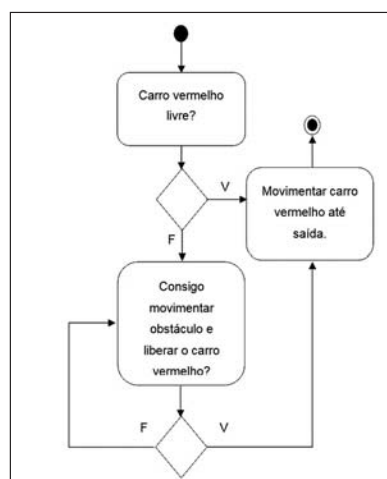 Carro vermelho
livre?
V
Movimentar carro
vermelho até
saída.
F
Consigo
movimentar
obstáculo e
liberar o carro
vermelho?
F
V